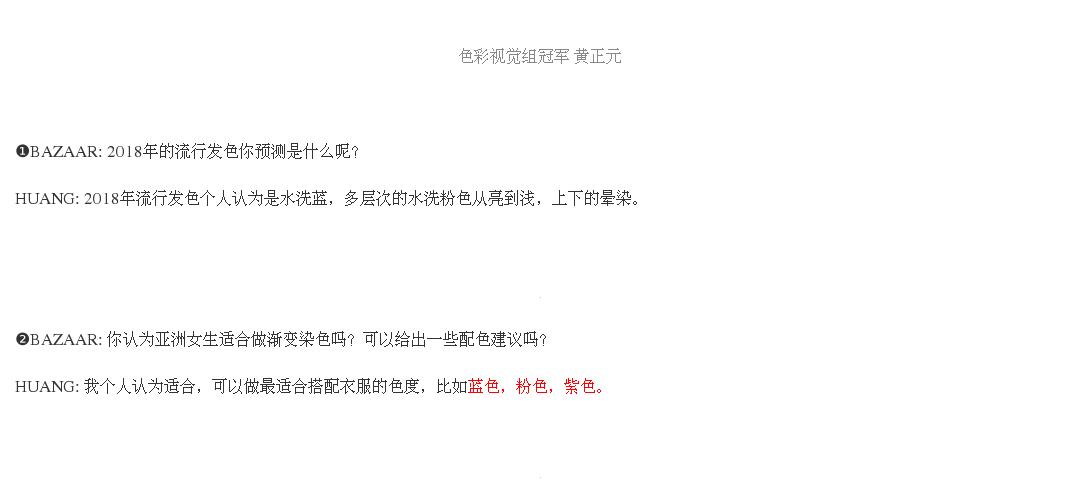 色彩视觉组冠军 黄正元
❶BAZAAR: 2018年的流行发色你预测是什么呢？
HUANG: 2018年流行发色个人认为是水洗蓝，多层次的水洗粉色从亮到浅，上下的晕染。
❷BAZAAR: 你认为亚洲女生适合做渐变染色吗？可以给出一些配色建议吗？
HUANG: 我个人认为适合，可以做最适合搭配衣服的色度，比如蓝色，粉色，紫色。